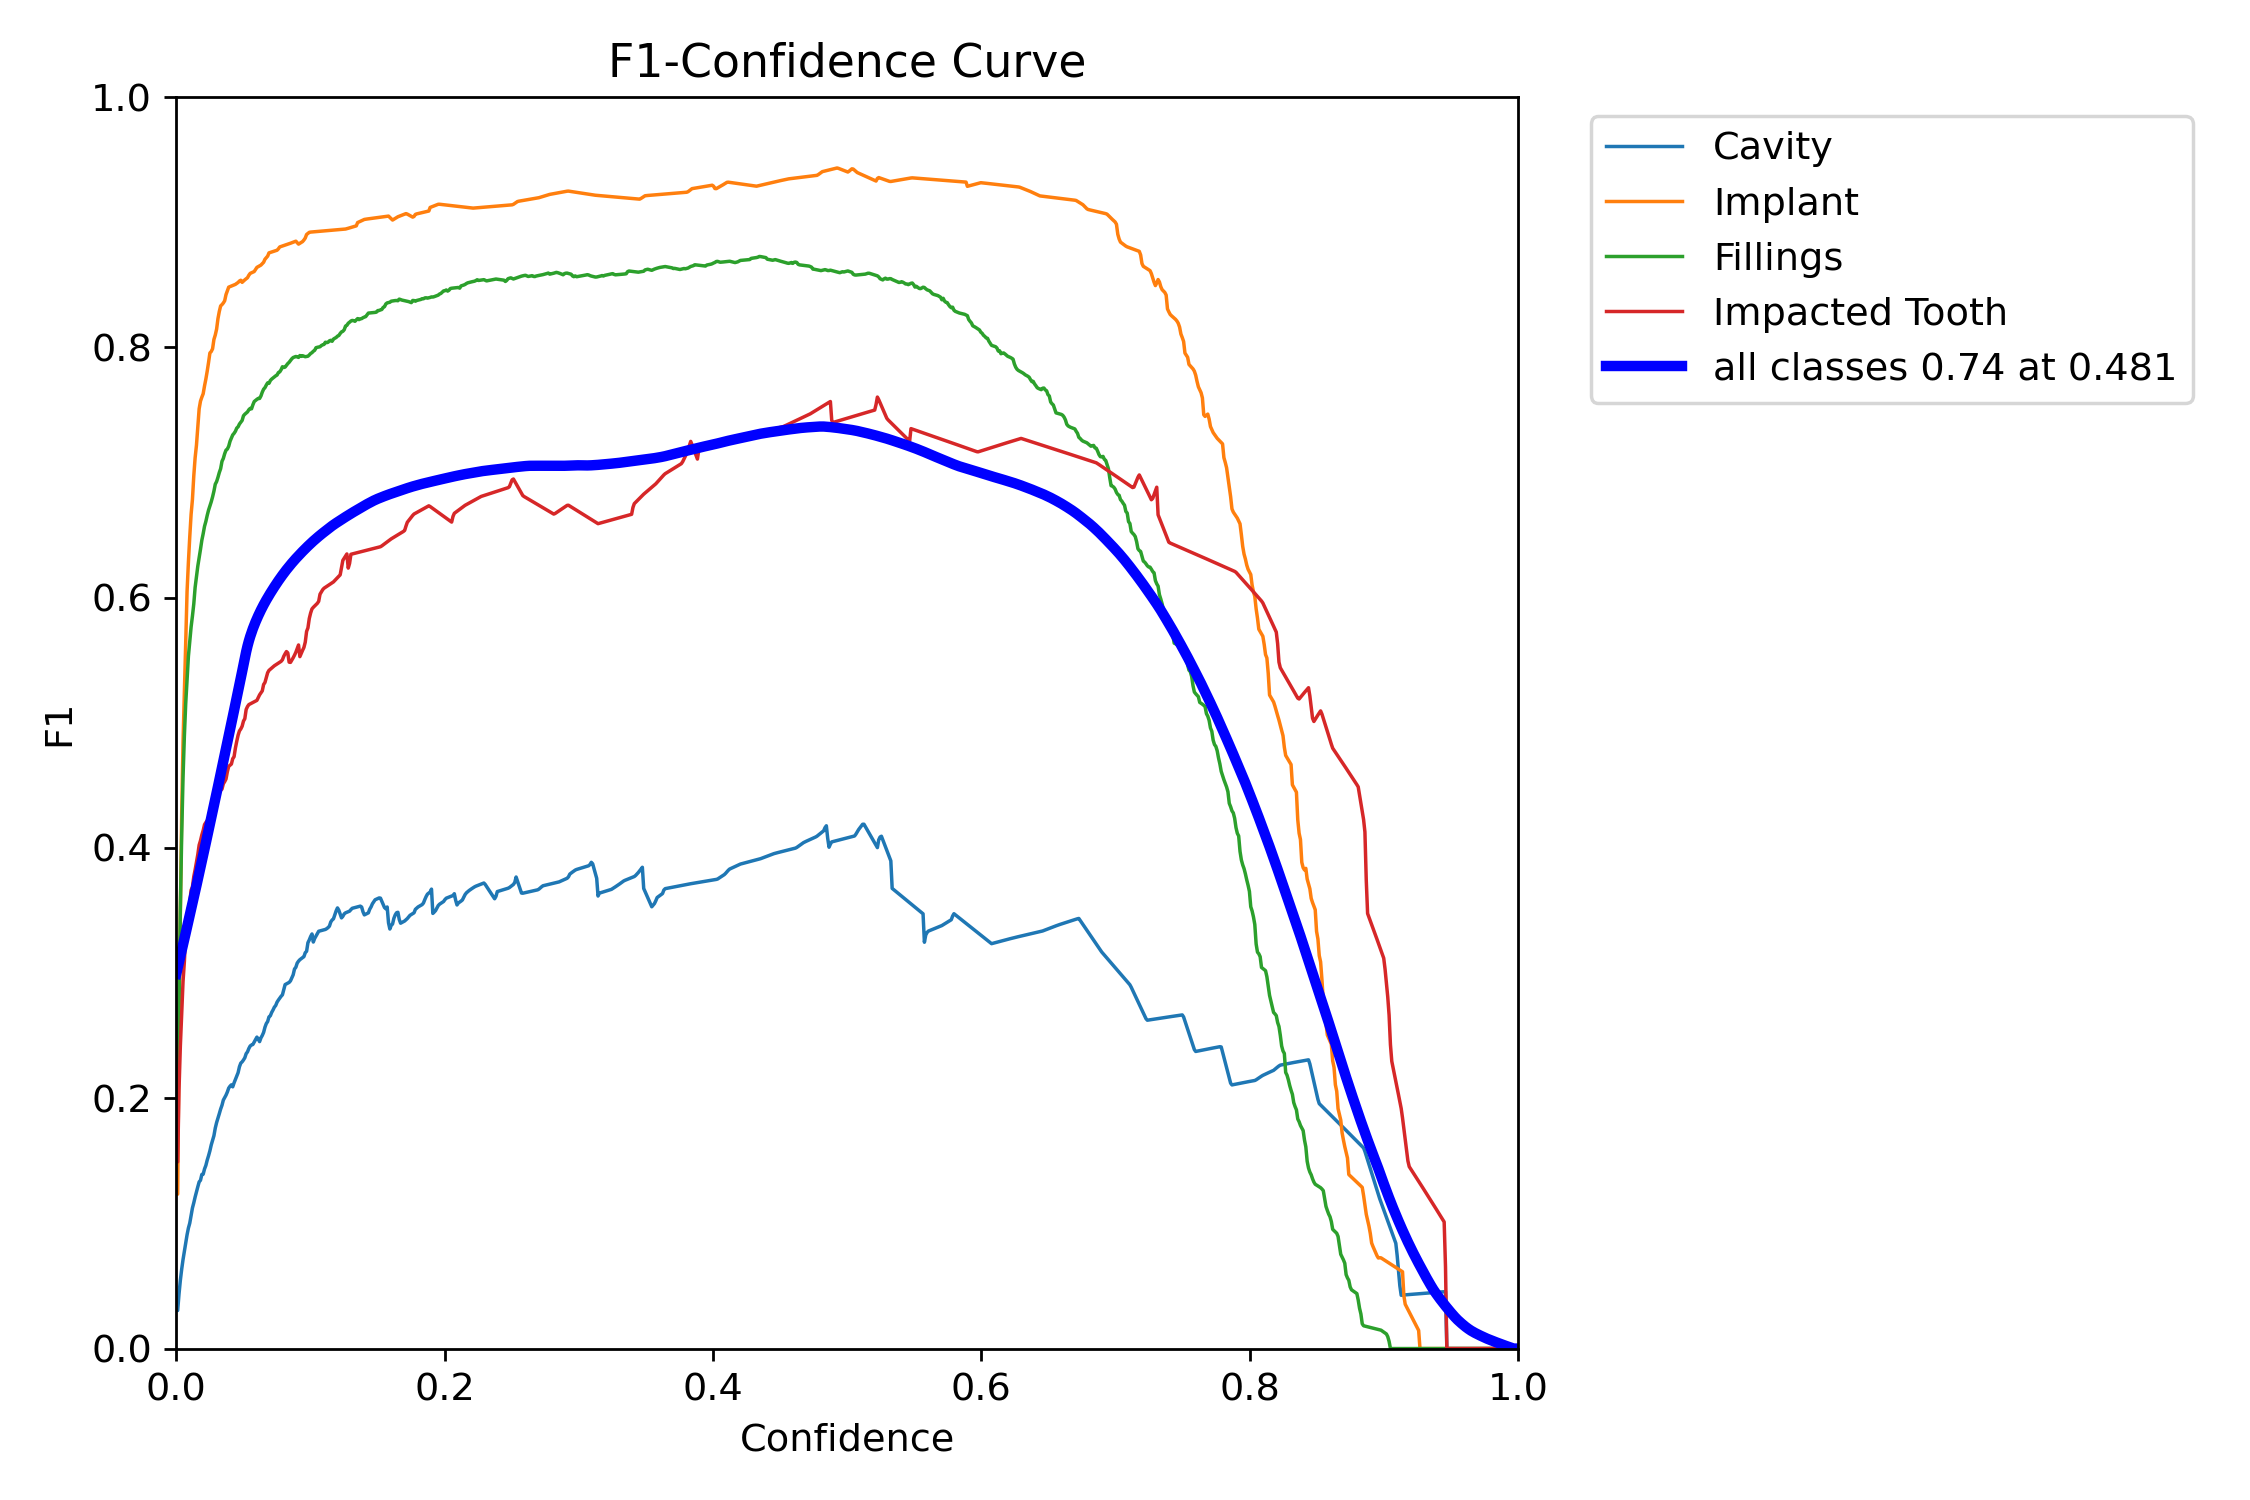 F1-Confidence Curve
1.0
0.8
0.6
0.4
0.2
0.0
F1
0.0 0.2 0.4 0.6 0.8 1.0
Confidence
Cavity
Implant
Fillings
Impacted Tooth
all classes 0.74 at 0.481